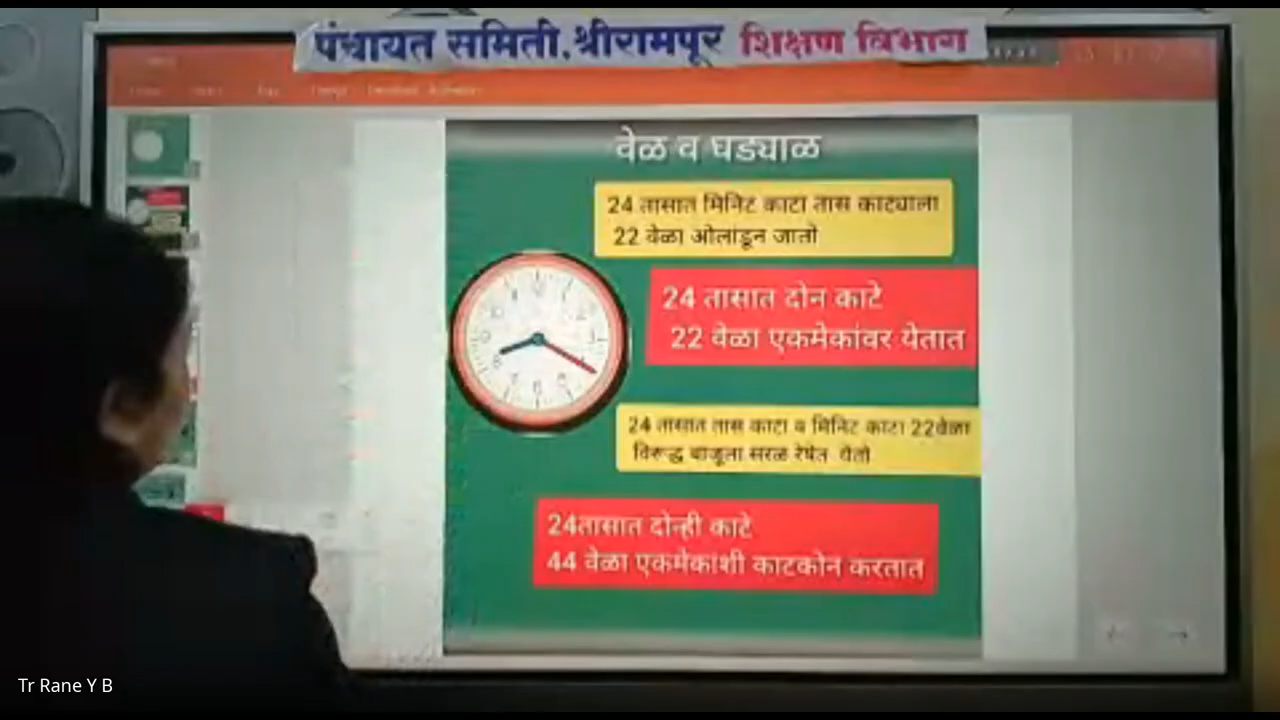 पंचायत समिती.श्रीरामपूर शिक्षण विभाग
वेळ व घड्याळ
24 तासात मिनिट काटा तास काट्याला
22 वेळा ओलांडून जातो
24 तासात दोन काटे
22 वेळा एकमेकांवर येतात
24 तासात तास काटा व मिनिट काटा 22वेळा
विरूद्ध बाजूला सरळ रेषेत येतो
24तासात दोन्ही काटे
44 वेळा एकमेकांशी काटकोन करतात
Tr Rane Y B